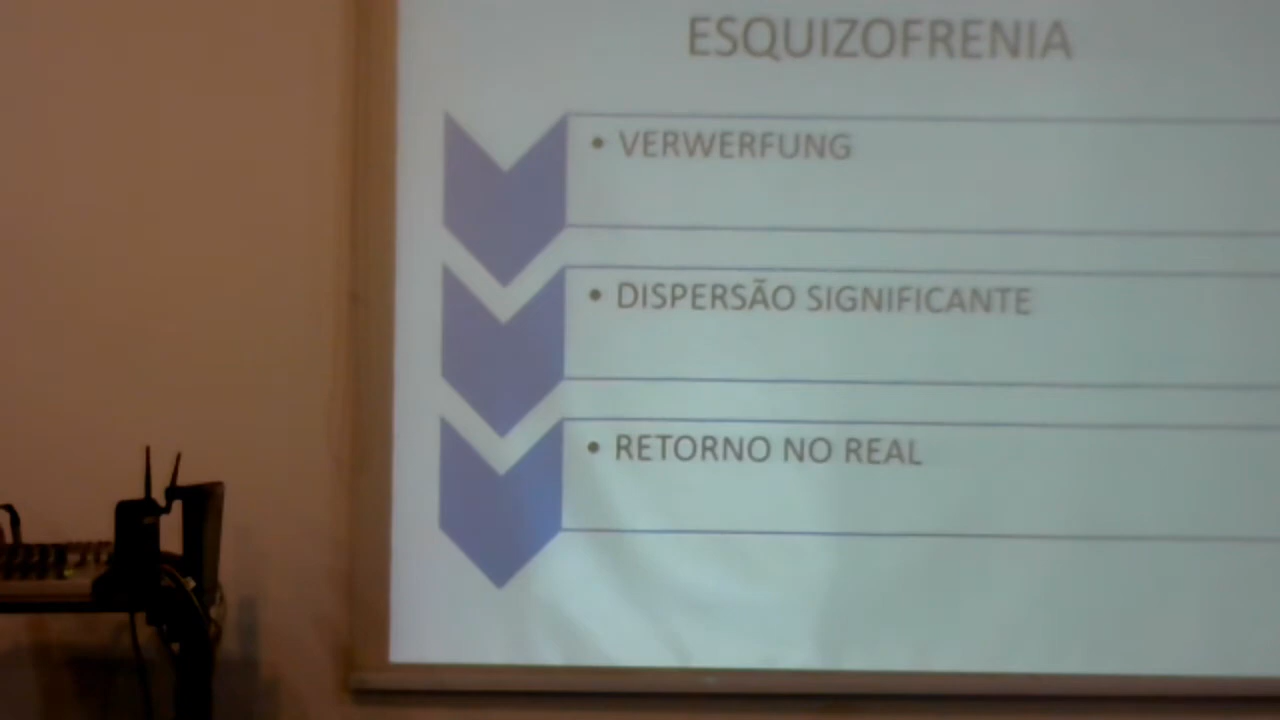 ESQUIZOFRENIA
• VERWERFUNG
• DISPERSÃO SIGNIFICANTE
• RETORNO NO REAL